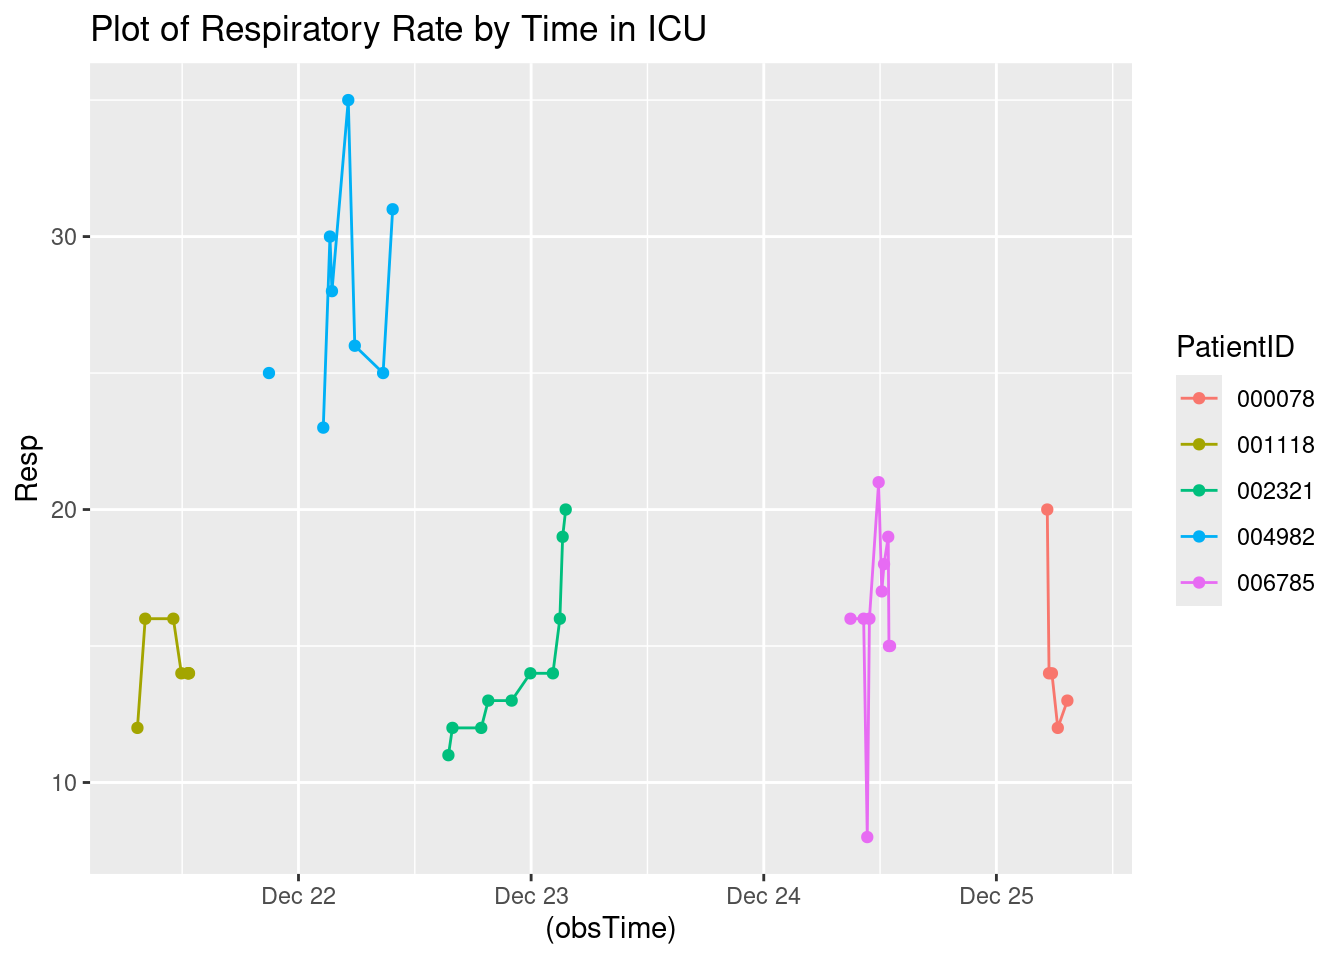 Plot of Respiratory Rate by Time in ICU
Resp
30
20
10
Dec 22
Dec 23
Dec 24
Dec 25
(obsTime)
PatientID
000078
001118
002321
004982
006785